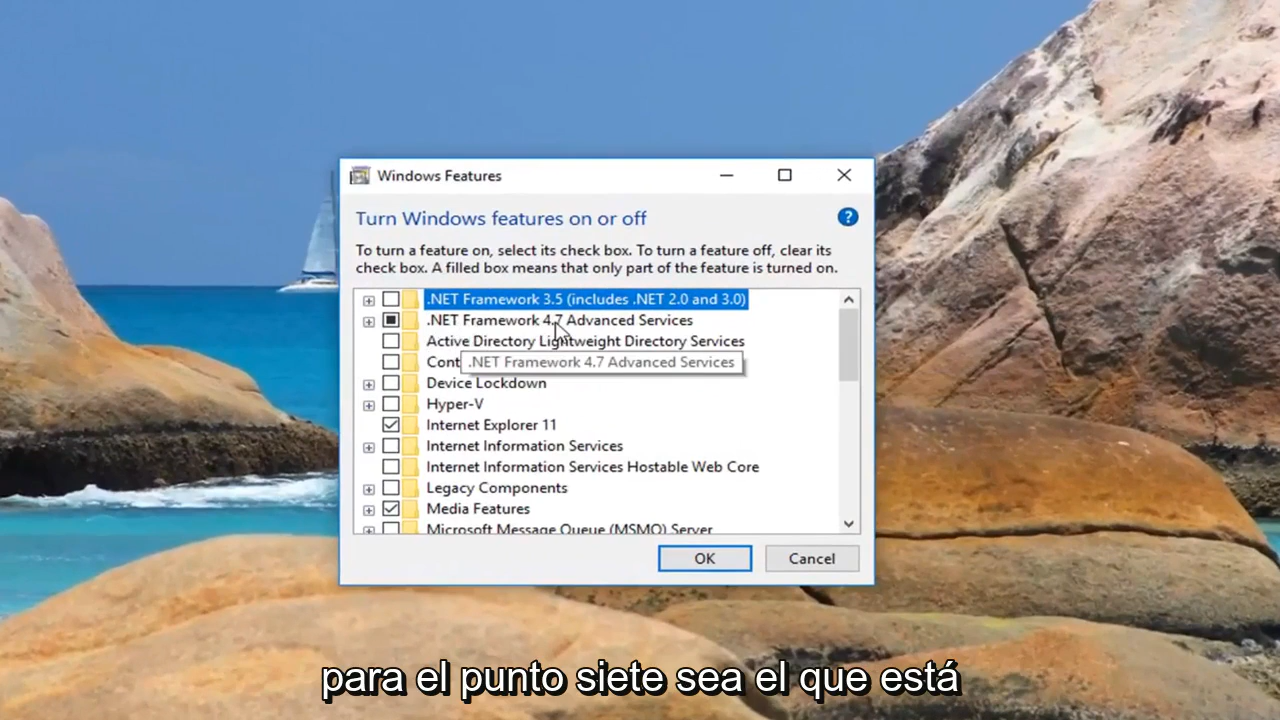 Windows Features
Turn Windows features on or off
To turn a feature on, select its check box. To turn a feature off, clear its
check box. A filled box means that only part of the feature is turned on.
.NET Framework 3.5 (includes .NET 2.0 and 3.0)
.NET Framework 4.7 Advanced Services
Active Directory Lightweight Directory Services
Cont
.NET Framework 4.7 Advanced Services
Device Lockdown
Hyper-V
Internet Explorer 11
Internet Information Services
Internet Information Services Hostable Web Core
Legacy Components
Media Features
Microsoft Message Queue (MSMQ) Server
OK Cancel
para el punto siete sea el que está